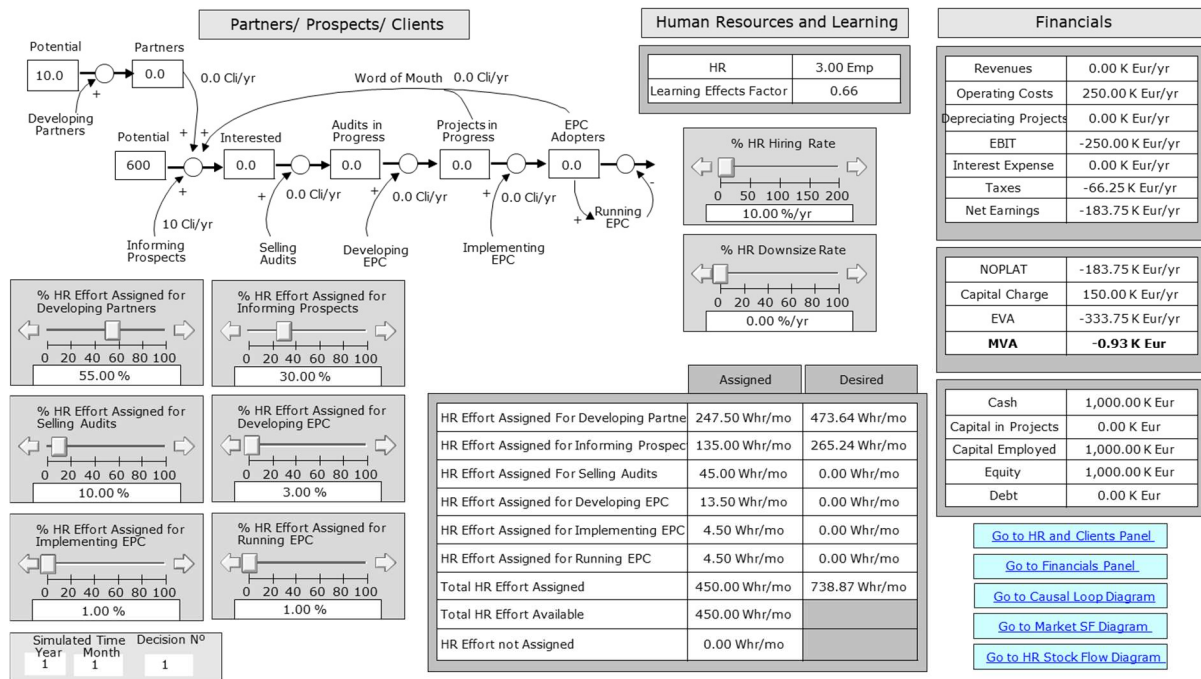 Partners/ Prospects/ Clients
Potential
Partners
10.0
0.0
0.0 Cli/yr
+
Developing
Partners
Word of Mouth 0.0 Cli/yr
+ +
Potential
Interested
Audits in
Progress
Projects in
Progress
EPC
Adopters
600
0.0
0.0
0.0
0.0
+
+
+
+
-
10 Cli/yr
0.0 Cli/yr
0.0 Cli/yr
0.0 Cli/yr
+
Running
EPC
Informing
Prospects
Selling
Audits
Developing
EPC
Implementing
EPC
% HR Effort Assigned for
Developing Partners
0 20 40 60 80 100
55.00 %
% HR Effort Assigned for
Informing Prospects
0 20 40 60 80 100
30.00 %
% HR Effort Assigned for
Selling Audits
0 20 40 60 80 100
10.00 %
% HR Effort Assigned for
Developing EPC
0 20 40 60 80 100
3.00 %
% HR Effort Assigned for
Implementing EPC
0 20 40 60 80 100
1.00 %
% HR Effort Assigned for
Running EPC
0 20 40 60 80 100
1.00 %
Simulated Time
Year Month
Decision Nº
1 1 1
Human Resources and Learning
HR 3.00 Emp
Learning Effects Factor 0.66
% HR Hiring Rate
0 50 100 150 200
10.00 %/yr
% HR Downsize Rate
0 20 40 60 80 100
0.00 %/yr
Assigned Desired
HR Effort Assigned For Developing Partne 247.50 Whr/mo 473.64 Whr/mo
HR Effort Assigned for Informing Prospect 135.00 Whr/mo 265.24 Whr/mo
HR Effort Assigned For Selling Audits 45.00 Whr/mo 0.00 Whr/mo
HR Effort Assigned for Developing EPC 13.50 Whr/mo 0.00 Whr/mo
HR Effort Assigned for Implementing EPC 4.50 Whr/mo 0.00 Whr/mo
HR Effort Assigned for Running EPC 4.50 Whr/mo 0.00 Whr/mo
Total HR Effort Assigned 450.00 Whr/mo 738.87 Whr/mo
Total HR Effort Available 450.00 Whr/mo
HR Effort not Assigned 0.00 Whr/mo
Financials
Revenues 0.00 K Eur/yr
Operating Costs 250.00 K Eur/yr
Depreciating Projects 0.00 K Eur/yr
EBIT -250.00 K Eur/yr
Interest Expense 0.00 K Eur/yr
Taxes -66.25 K Eur/yr
Net Earnings -183.75 K Eur/yr
NOPLAT -183.75 K Eur/yr
Capital Charge 150.00 K Eur/yr
EVA -333.75 K Eur/yr
MVA -0.93 K Eur
Cash 1,000.00 K Eur
Capital in Projects 0.00 K Eur
Capital Employed 1,000.00 K Eur
Equity 1,000.00 K Eur
Debt 0.00 K Eur
Go to HR and Clients Panel
Go to Financials Panel
Go to Causal Loop Diagram
Go to Market SF Diagram
Go to HR Stock Flow Diagram